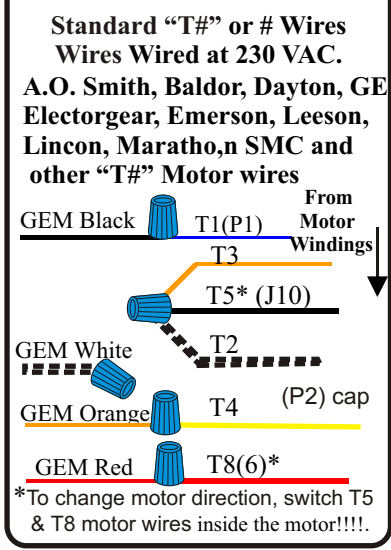 Standard “T#” or # Wires
Wires Wired at 230 VAC.
A.O. Smith, Baldor, Dayton, GE
Electorgear, Emerson, Leeson,
Lincon, Maratho,n SMC and
other “T#” Motor wires
From
Motor
Windings
GEM Black
T1(P1)
T3
T5* (J10)
GEM White
T2
(P2) cap
GEM Orange
T4
GEM Red
T8(6)*
*To change motor direction, switch T5
& T8 motor wires inside the motor!!!!.